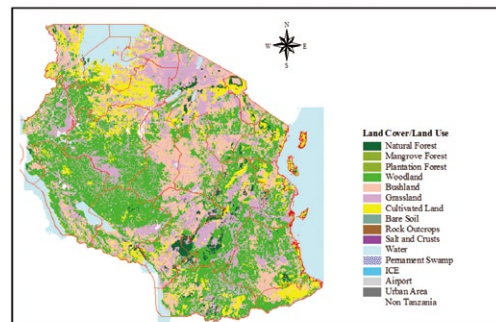 N
W E
S
Land Cover/Land Use
Natural Forest
Mangrove Forest
Plantation Forest
Woodland
Bushland
Grassland
Cultivated Land
Bare Soil
Rock Outcrops
Salt and Crusts
Water
Pemament Swamp
ICE
Airport
Urban Area
Non Tanzania